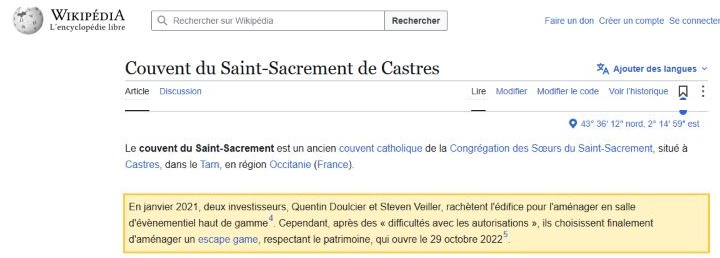 WIKIPÉDIA
L'encyclopédie libre
Rechercher sur Wikipédia
Rechercher
Faire un don Créer un compte Se connecter
Couvent du Saint-Sacrement de Castres
Ajouter des langues
Article Discussion
Lire Modifier Modifier le code Voir l'historique
43° 36′ 12″ nord, 2° 14′ 59″ est
Le couvent du Saint-Sacrement est un ancien couvent catholique de la Congrégation des Sœurs du Saint-Sacrement, situé à
Castres, dans le Tarn, en région Occitanie (France).
En janvier 2021, deux investisseurs, Quentin Doulcier et Steven Veiller, rachètent l'édifice pour l'aménager en salle
d'évènementiel haut de gamme4. Cependant, après des « difficultés avec les autorisations », ils choisissent finalement
d'aménager un escape game, respectant le patrimoine, qui ouvre le 29 octobre 20225.